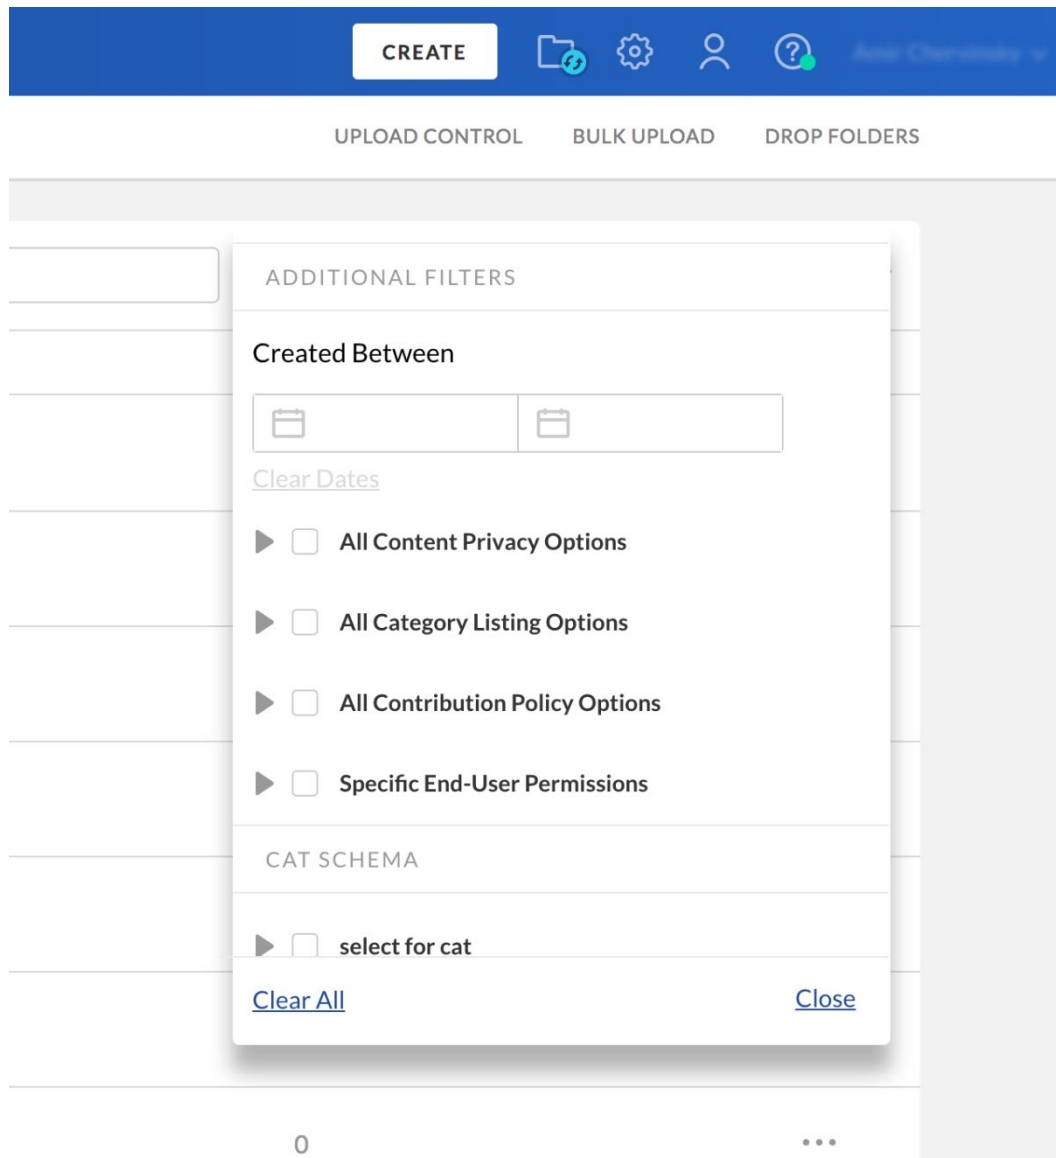 CREATE
UPLOAD CONTROL BULK UPLOAD DROP FOLDERS
ADDITIONAL FILTERS
Created Between
Clear Dates
All Content Privacy Options
All Category Listing Options
All Contribution Policy Options
Specific End-User Permissions
CAT SCHEMA
select for cat
Clear All Close
0